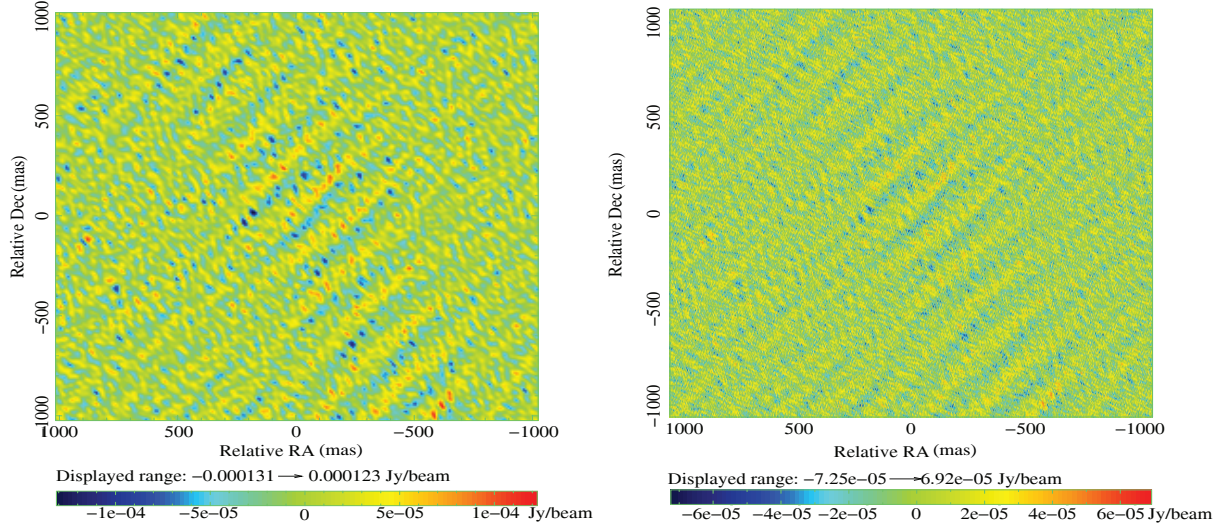 1000
500
0
−500
−1000
Relative Dec (mas)
1000 500 0 −500 −1000
Relative RA (mas)
Displayed range: −0.000131 → 0.000123 Jy/beam
−1e−04 −5e−05 0 5e−05 1e−04 Jy/beam
1000
500
0
−500
−1000
Relative Dec (mas)
1000 500 0 −500 −1000
Relative RA (mas)
Displayed range: −7.25e−05 → 6.92e−05 Jy/beam
−6e−05 −4e−05 −2e−05 0 2e−05 4e−05 6e−05 Jy/beam